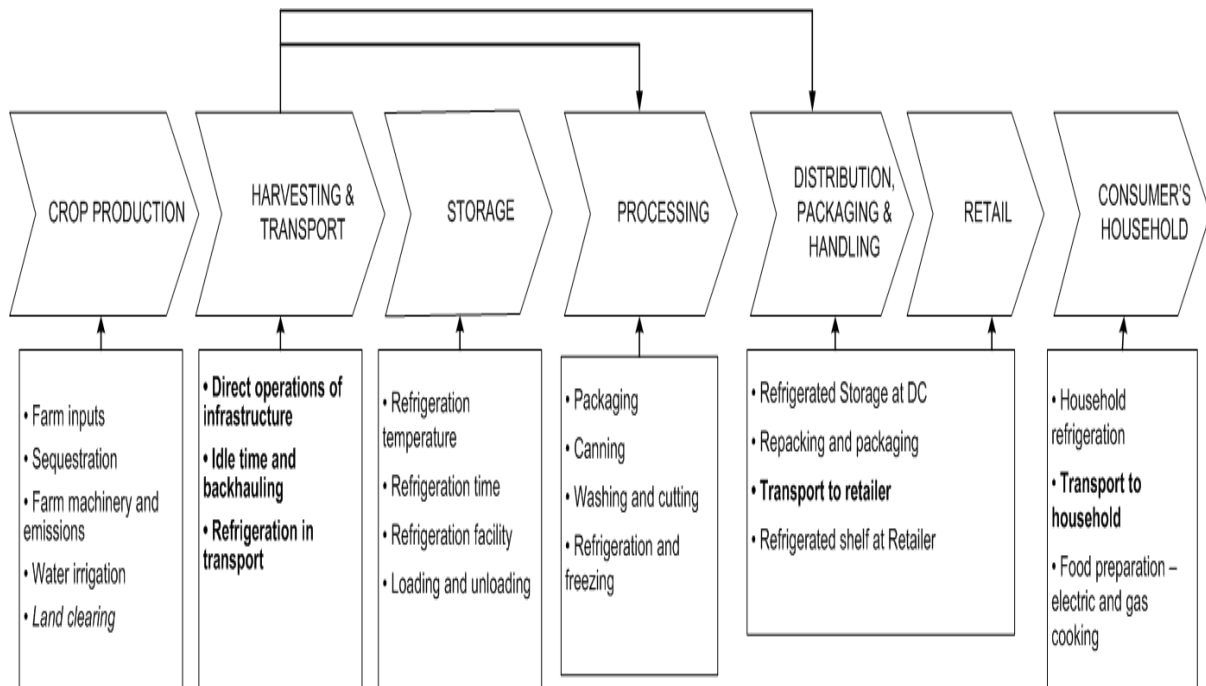 CROP PRODUCTION
HARVESTING &
TRANSPORT
STORAGE
PROCESSING
DISTRIBUTION,
PACKAGING &
HANDLING
RETAIL
CONSUMER'S
HOUSEHOLD
• Farm inputs
• Sequestration
• Farm machinery and
emissions
• Water irrigation
• Land clearing
• Direct operations of
infrastructure
• Idle time and
backhauling
• Refrigeration in
transport
• Refrigeration
temperature
• Refrigeration time
• Refrigeration facility
• Loading and unloading
• Packaging
• Canning
• Washing and cutting
• Refrigeration and
freezing
• Refrigerated Storage at DC
• Repacking and packaging
• Transport to retailer
• Refrigerated shelf at Retailer
• Household
refrigeration
• Transport to
household
• Food preparation –
electric and gas
cooking